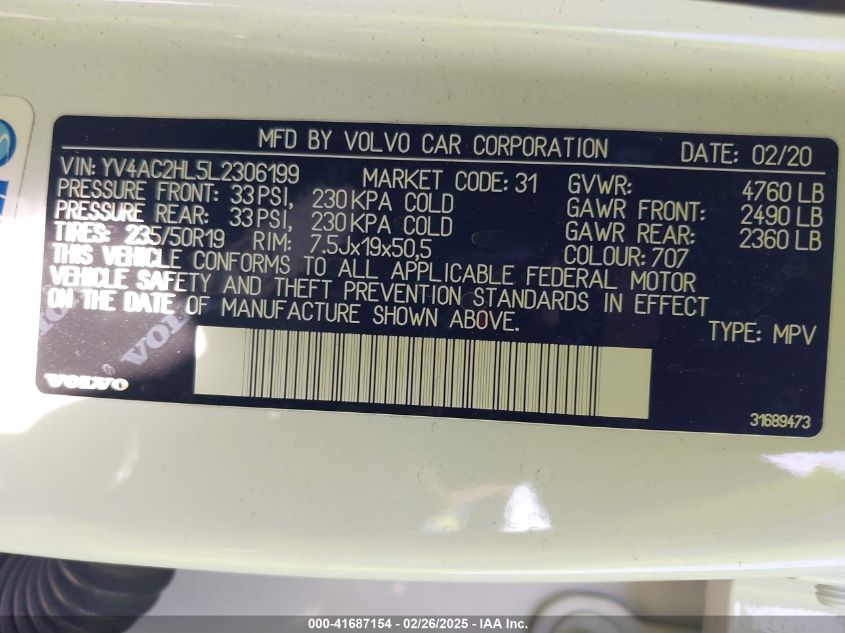 MFD BY VOLVO CAR CORPORATION DATE: 02/20
VIN: YV4AC2HL5L2306199 MARKET CODE: 31 GVWR: 4760 LB
PRESSURE FRONT: 33 PSI, 230 KPA COLD GAWR FRONT: 2490 LB
PRESSURE REAR: 33 PSI, 230 KPA COLD GAWR REAR: 2360 LB
TIRES: 235/50R19 RIM: 7.5Jx19x50,5 COLOUR: 707
THIS VEHICLE CONFORMS TO ALL APPLICABLE FEDERAL MOTOR
VEHICLE SAFETY AND THEFT PREVENTION STANDARDS IN EFFECT
ON THE DATE OF MANUFACTURE SHOWN ABOVE.
TYPE: MPV
VOLVO
31689473
000-41687154 - 02/26/2025 - IAA Inc.